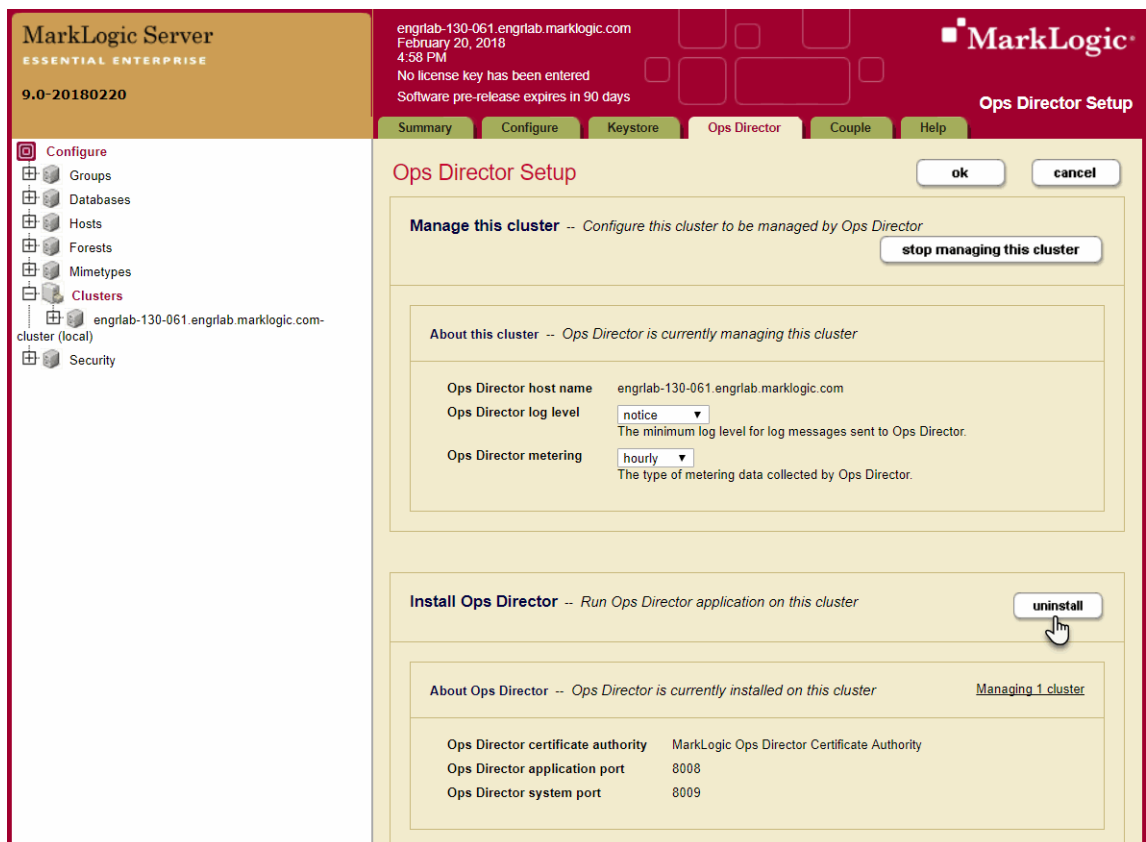 MarkLogic Server
ESSENTIAL ENTERPRISE
9.0-20180220
engrlab-130-061.engrlab.marklogic.com
February 20, 2018
4:58 PM
No license key has been entered
Software pre-release expires in 90 days
MarkLogic
Ops Director Setup
Summary Configure Keystore Ops Director Couple Help
Configure
Groups
Databases
Hosts
Forests
Mimetypes
Clusters
engrlab-130-061.engrlab.marklogic.com-
cluster (local)
Security
Ops Director Setup ok cancel
Manage this cluster -- Configure this cluster to be managed by Ops Director
stop managing this cluster
About this cluster -- Ops Director is currently managing this cluster
Ops Director host name engrlab-130-061.engrlab.marklogic.com
Ops Director log level notice
The minimum log level for log messages sent to Ops Director.
Ops Director metering hourly
The type of metering data collected by Ops Director.
Install Ops Director -- Run Ops Director application on this cluster uninstall
About Ops Director -- Ops Director is currently installed on this cluster Managing 1 cluster
Ops Director certificate authority MarkLogic Ops Director Certificate Authority
Ops Director application port 8008
Ops Director system port 8009